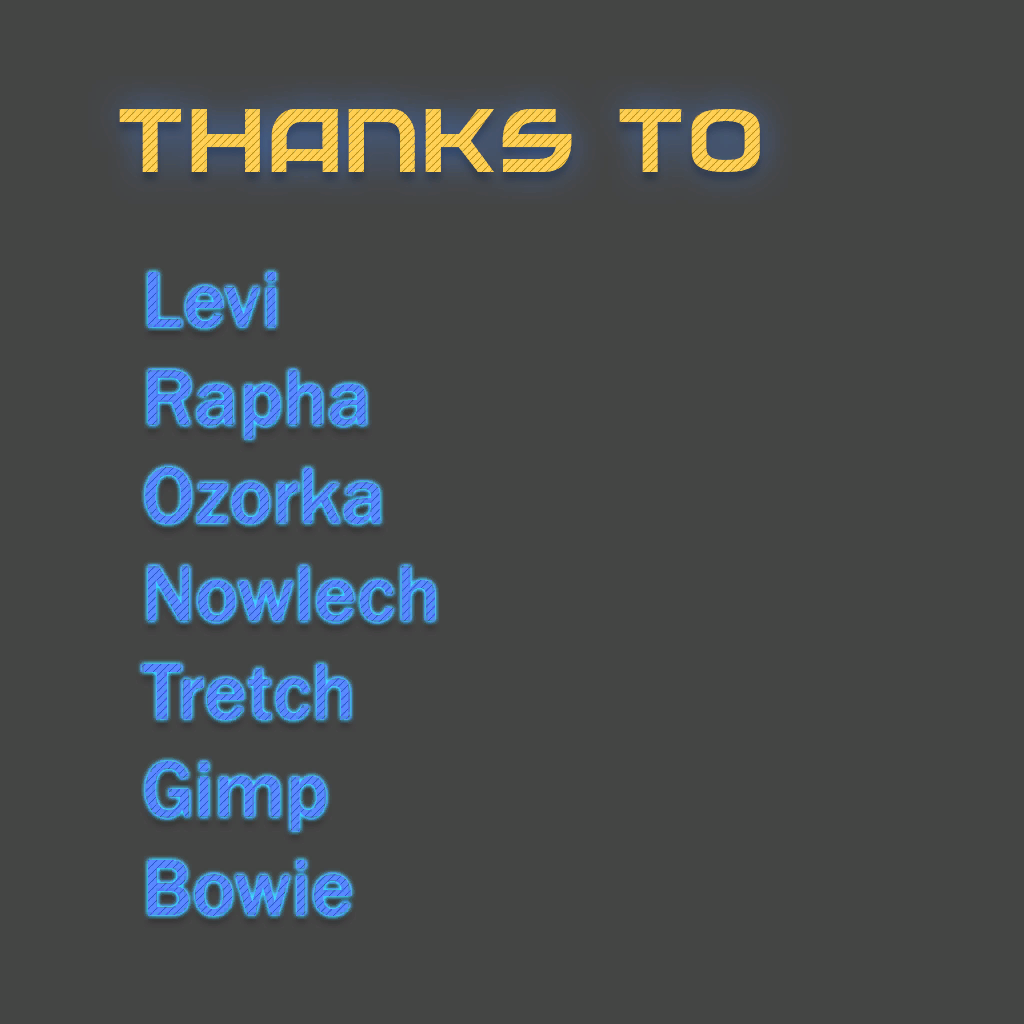 THANKS TO
Levi
Rapha
Ozorka
Nowlech
Tretch
Gimp
Bowie